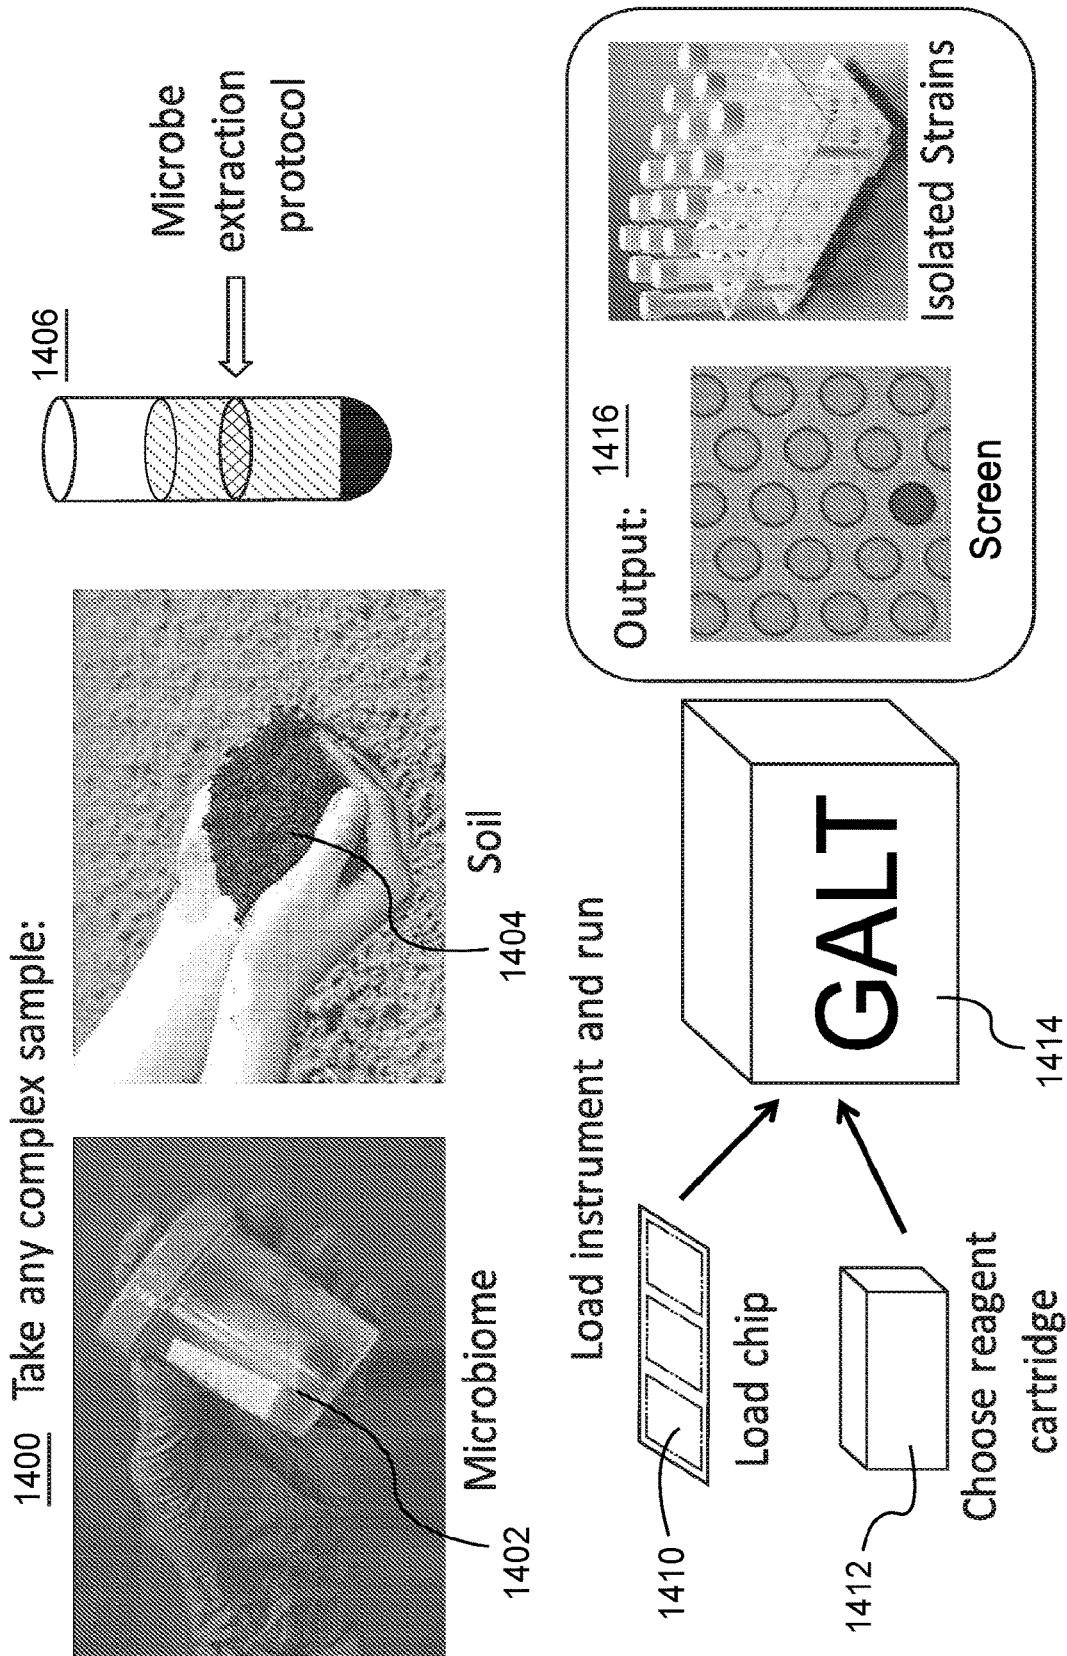 1400 Take any complex sample:
1402
Microbiome
1404
Soil
1406
Microbe
extraction
protocol
Load instrument and run
1410
Load chip
1412
Choose reagent
cartridge
GALT
1414
Output: 1416
Screen
Isolated Strains